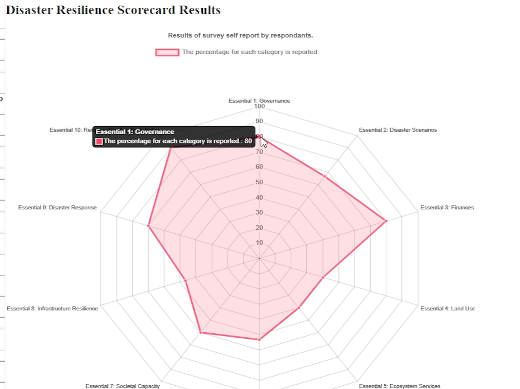 Disaster Resilience Scorecard Results
Results of survey self report by respondants.
The percentage for each category is reported
Essential 1: Governance
100
90
Essential 2: Disaster Scenarios
Essential 10:
Essential 1: Governance
The percentage for each category is reported.: 80
70
60
50
40
30
20
10
Essential 9: Disaster Response
Essential 3: Finances
Essential 8: Infrastructure Resilience
Essential 4: Land Use
Essential 7: Societal Capacity
Essential 5: Ecosystem Services